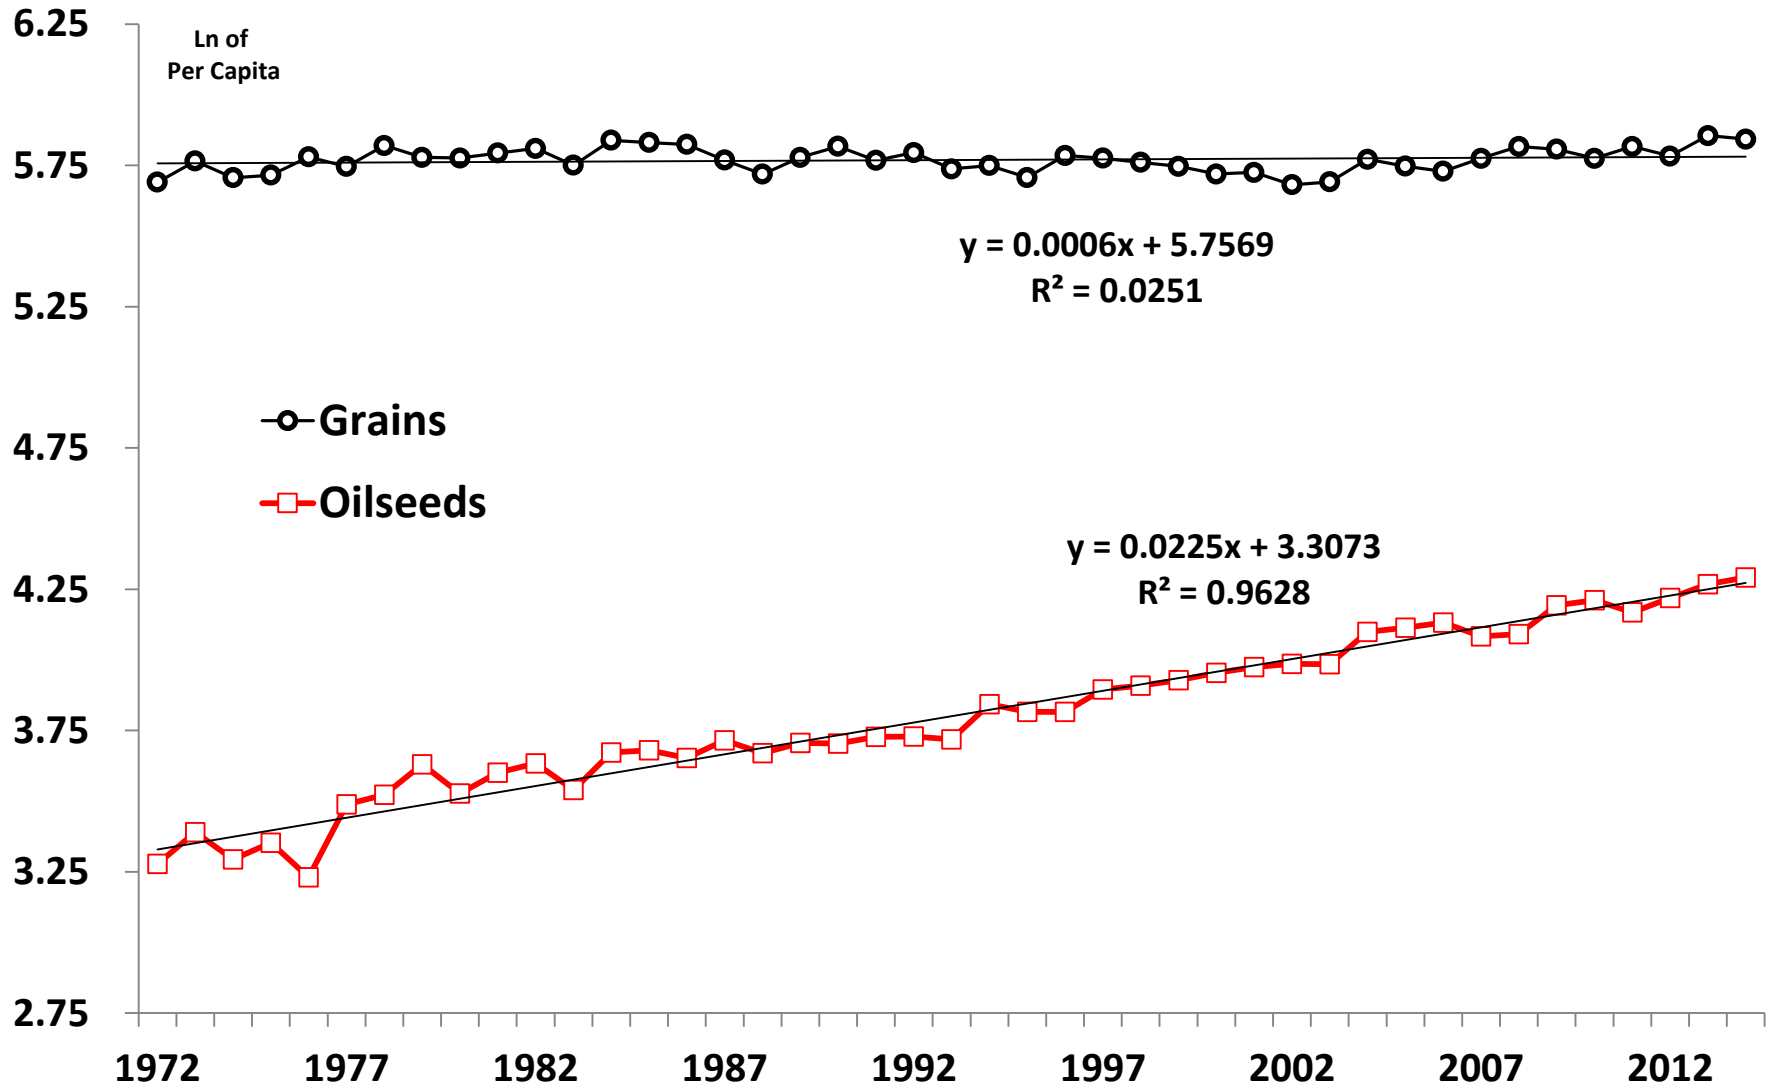 6.25
Ln of
Per Capita
5.75
y = 0.0006x + 5.7569
R² = 0.0251
5.25
Grains
4.75
Oilseeds
y = 0.0225x + 3.3073
R² = 0.9628
4.25
3.75
3.25
2.75
1972 1977 1982 1987 1992 1997 2002 2007 2012